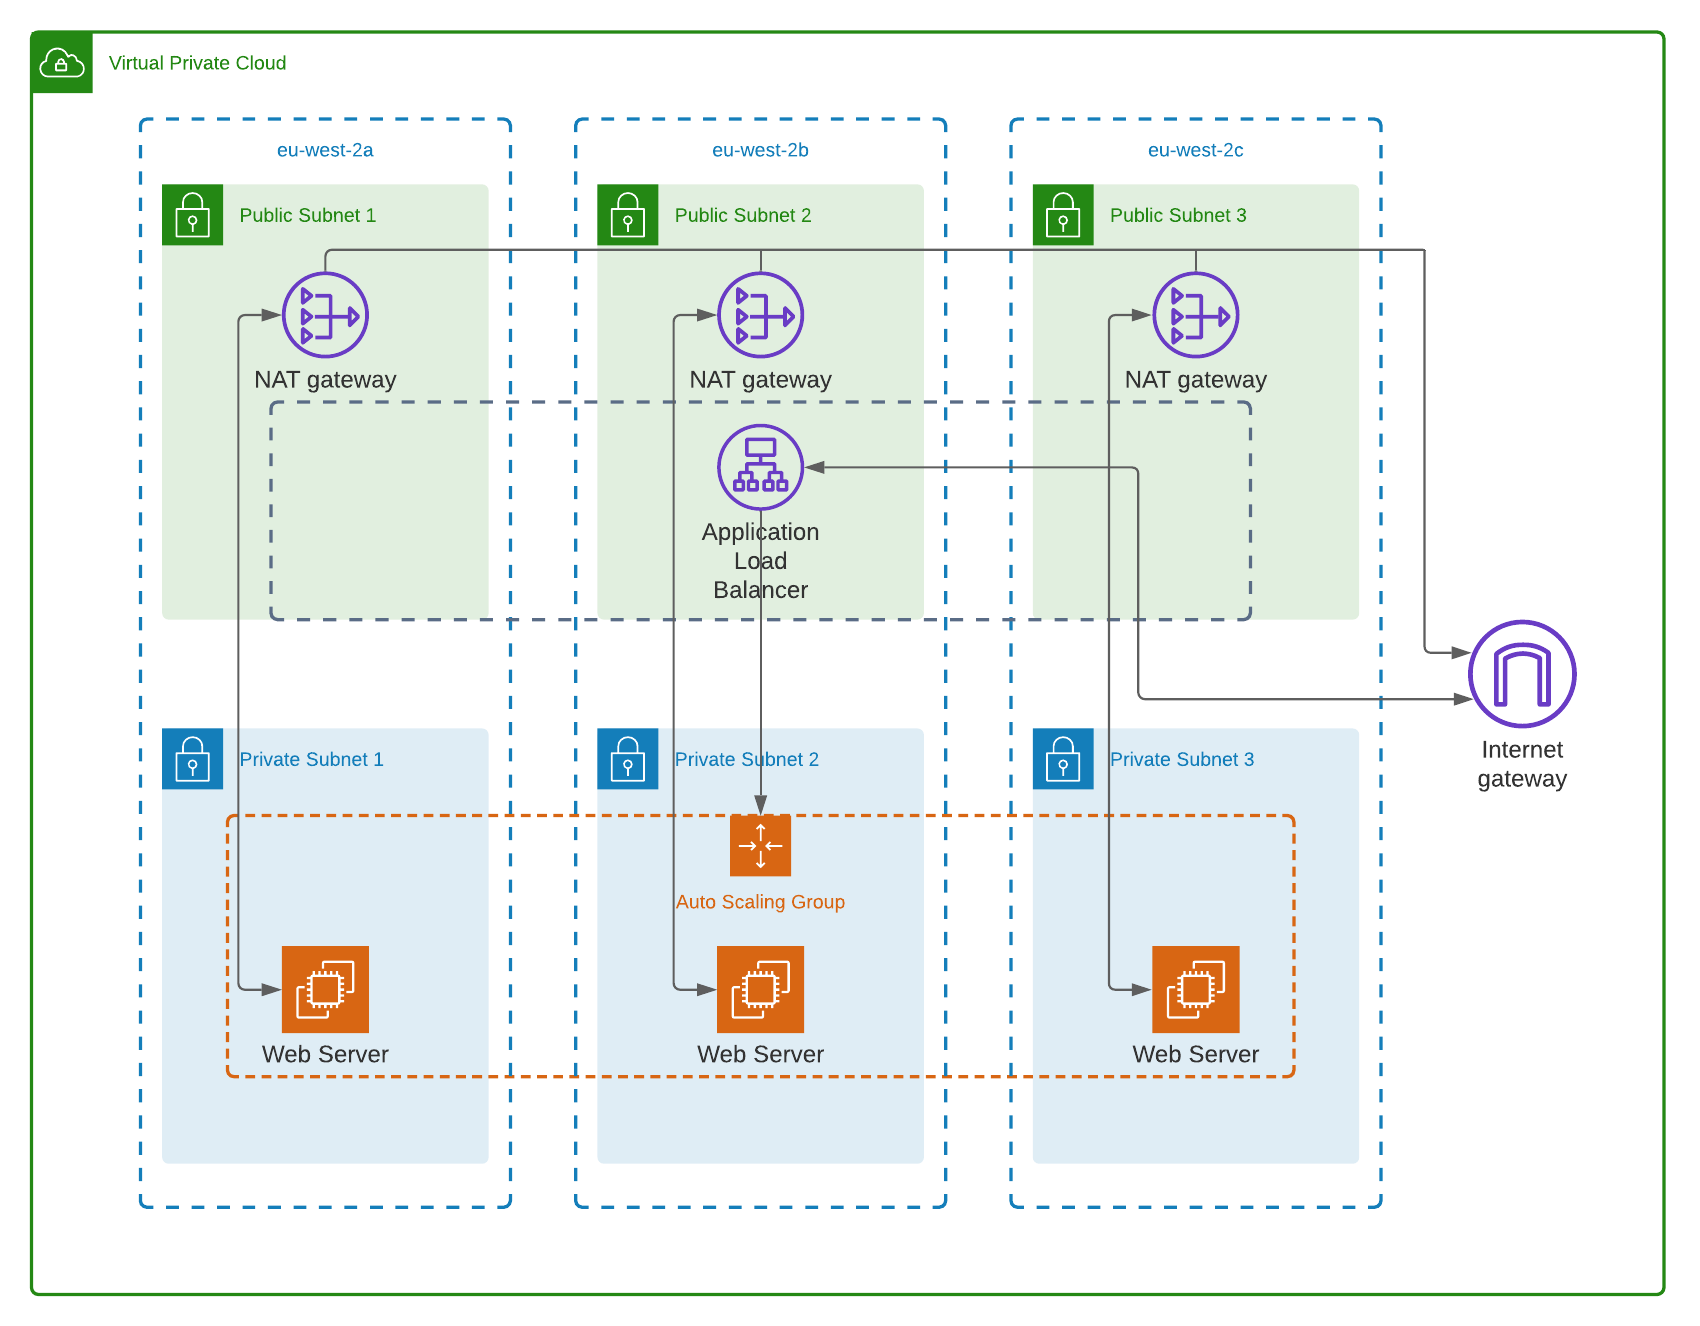 Virtual Private Cloud
eu-west-2a
eu-west-2b
eu-west-2c
Public Subnet 1
Public Subnet 2
Public Subnet 3
NAT gateway
NAT gateway
NAT gateway
Application
Load
Balancer
Internet
gateway
Private Subnet 1
Private Subnet 2
Private Subnet 3
Auto Scaling Group
Web Server
Web Server
Web Server